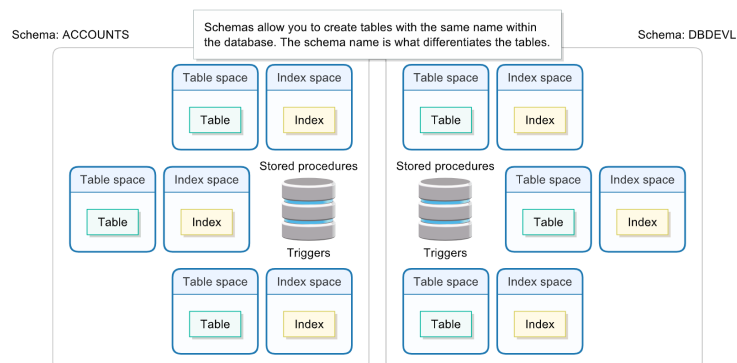 Schemas allow you to create tables with the same name within
the database. The schema name is what differentiates the tables.
Schema: ACCOUNTS
Schema: DBDEVL
Table space
Index space
Table
Index
Table space
Index space
Table
Index
Table space
Index space
Table
Index
Stored procedures
Triggers
Stored procedures
Triggers
Table space
Index space
Table
Index
Table space
Index space
Table
Index
Table space
Index space
Table
Index